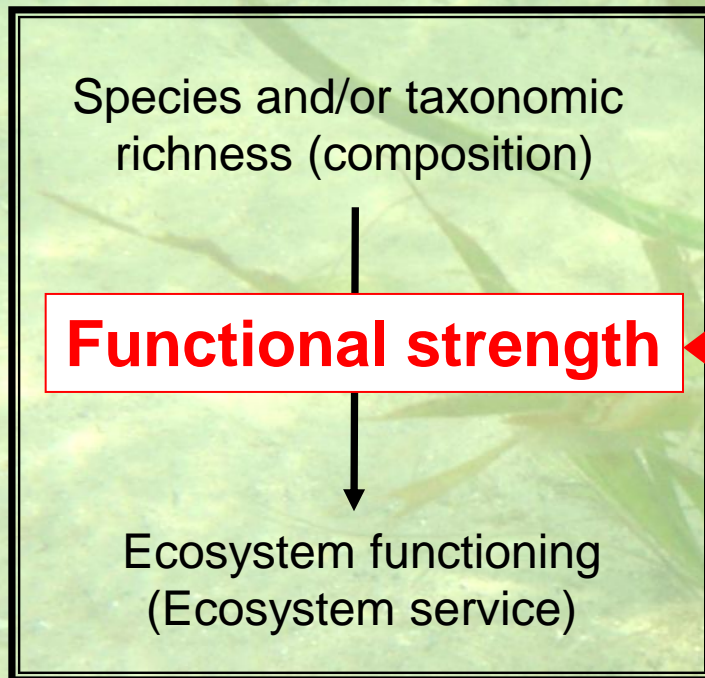 Species and/or taxonomic
richness (composition)
Functional strength
Ecosystem functioning
(Ecosystem service)